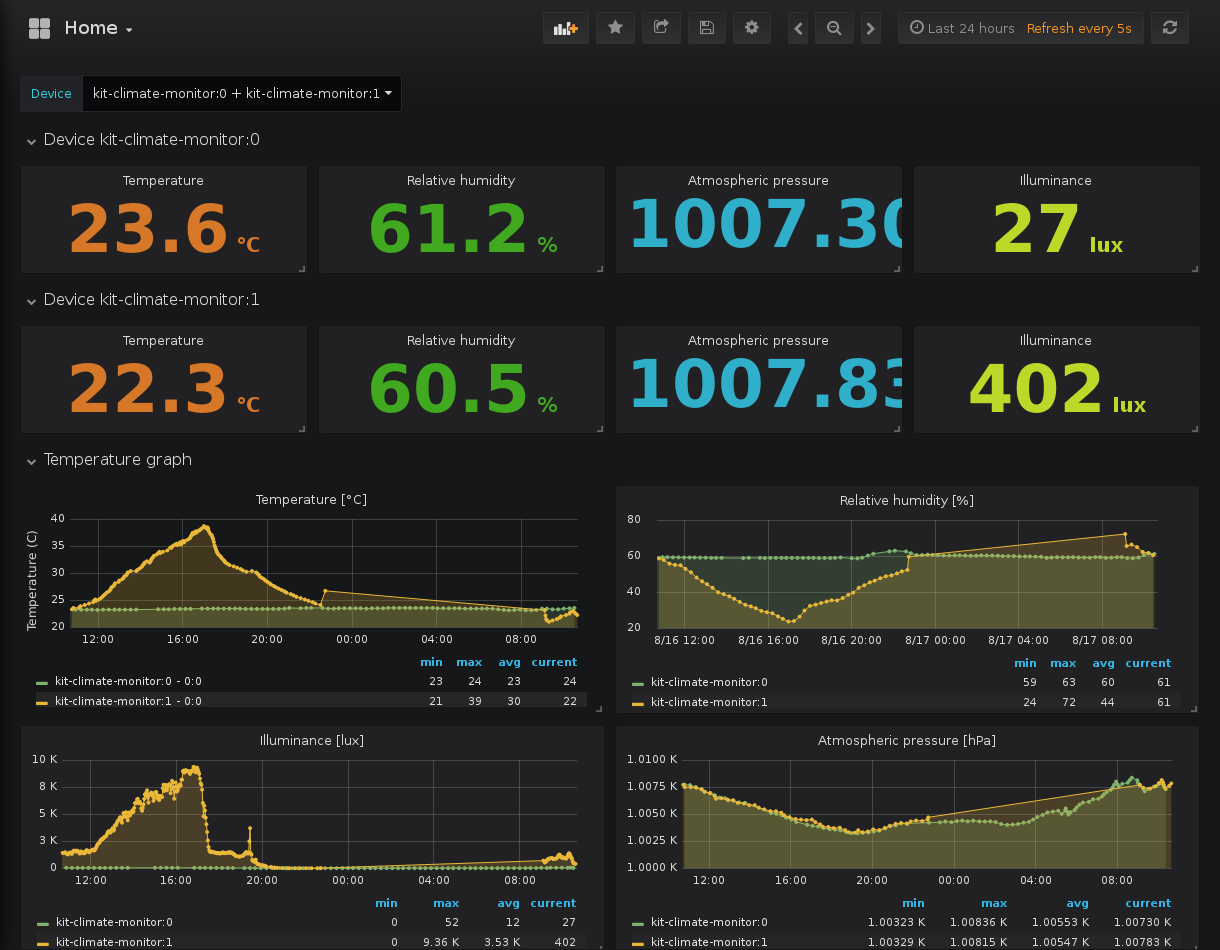 Home
Last 24 hours Refresh every 5s
Device kit-climate-monitor:0 + kit-climate-monitor:1
Device kit-climate-monitor:0
Temperature
23.6 °C
Relative humidity
61.2 %
Atmospheric pressure
1007.30
Illuminance
27 lux
Device kit-climate-monitor:1
Temperature
22.3 °C
Relative humidity
60.5 %
Atmospheric pressure
1007.83
Illuminance
402 lux
Temperature graph
Temperature [°C]
Temperature (C)
40
35
30
25
20
12:00 16:00 20:00 00:00 04:00 08:00
min max avg current
kit-climate-monitor:0 - 0:0 23 24 23 24
kit-climate-monitor:1 - 0:0 21 39 30 22
Relative humidity [%]
80
60
40
20
8/16 12:00 8/16 16:00 8/16 20:00 8/17 00:00 8/17 04:00 8/17 08:00
min max avg current
kit-climate-monitor:0 59 63 60 61
kit-climate-monitor:1 24 72 44 61
Illuminance [lux]
10 K
8 K
5 K
3 K
0
12:00 16:00 20:00 00:00 04:00 08:00
min max avg current
kit-climate-monitor:0 0 52 12 27
kit-climate-monitor:1 0 9.36 K 3.53 K 402
Atmospheric pressure [hPa]
1.0100 K
1.0075 K
1.0050 K
1.0025 K
1.0000 K
12:00 16:00 20:00 00:00 04:00 08:00
min max avg current
kit-climate-monitor:0 1.00323 K 1.00836 K 1.00553 K 1.00730 K
kit-climate-monitor:1 1.00329 K 1.00815 K 1.00547 K 1.00783 K